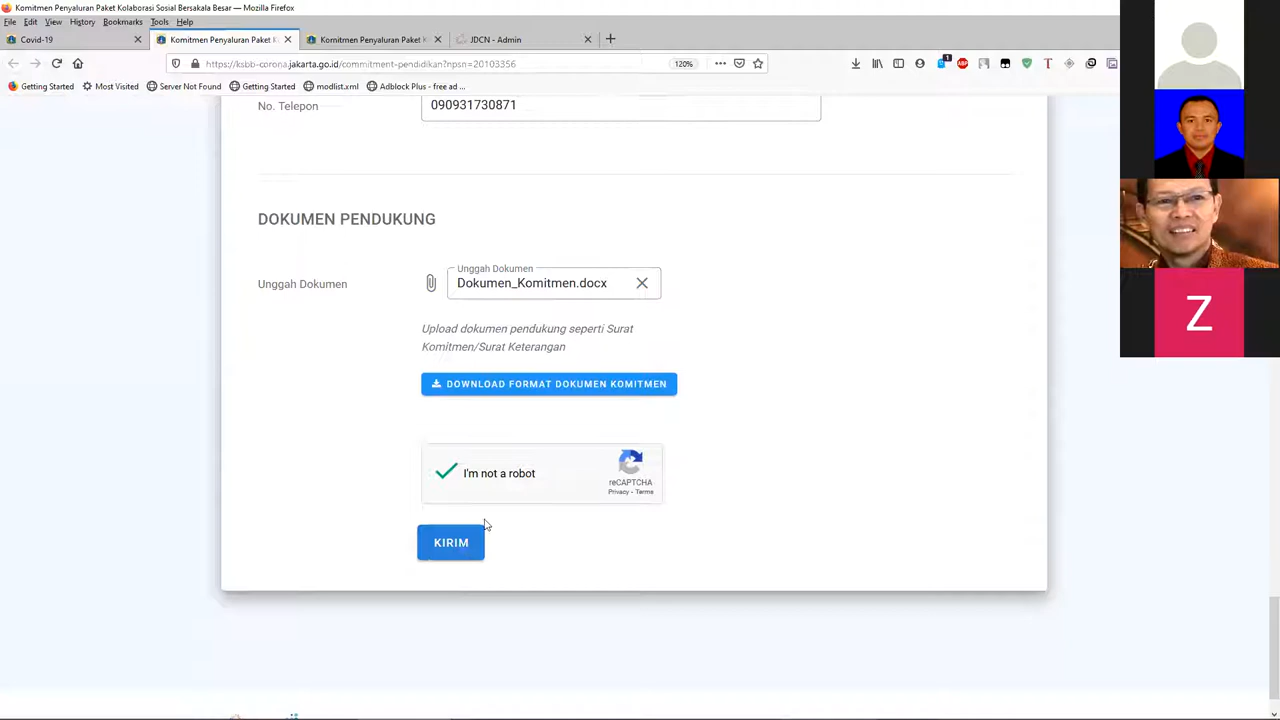 Komitmen Penyaluran Paket Kolaborasi Sosial Bersakala Besar — Mozilla Firefox
File Edit View History Bookmarks Tools Help
Covid-19
Komitmen Penyaluran Paket K
Komitmen Penyaluran Paket K
JDCN - Admin
https://ksbb-corona.jakarta.go.id/commitment-pendidikan?npsn=20103356
120%
Getting Started Most Visited Server Not Found Getting Started modlist.xml Adblock Plus - free ad ...
No. Telepon
090931730871
DOKUMEN PENDUKUNG
Unggah Dokumen
Unggah Dokumen
Dokumen_Komitmen.docx
Upload dokumen pendukung seperti Surat
Komitmen/Surat Keterangan
DOWNLOAD FORMAT DOKUMEN KOMITMEN
I'm not a robot
reCAPTCHA
Privacy - Terms
KIRIM
Z